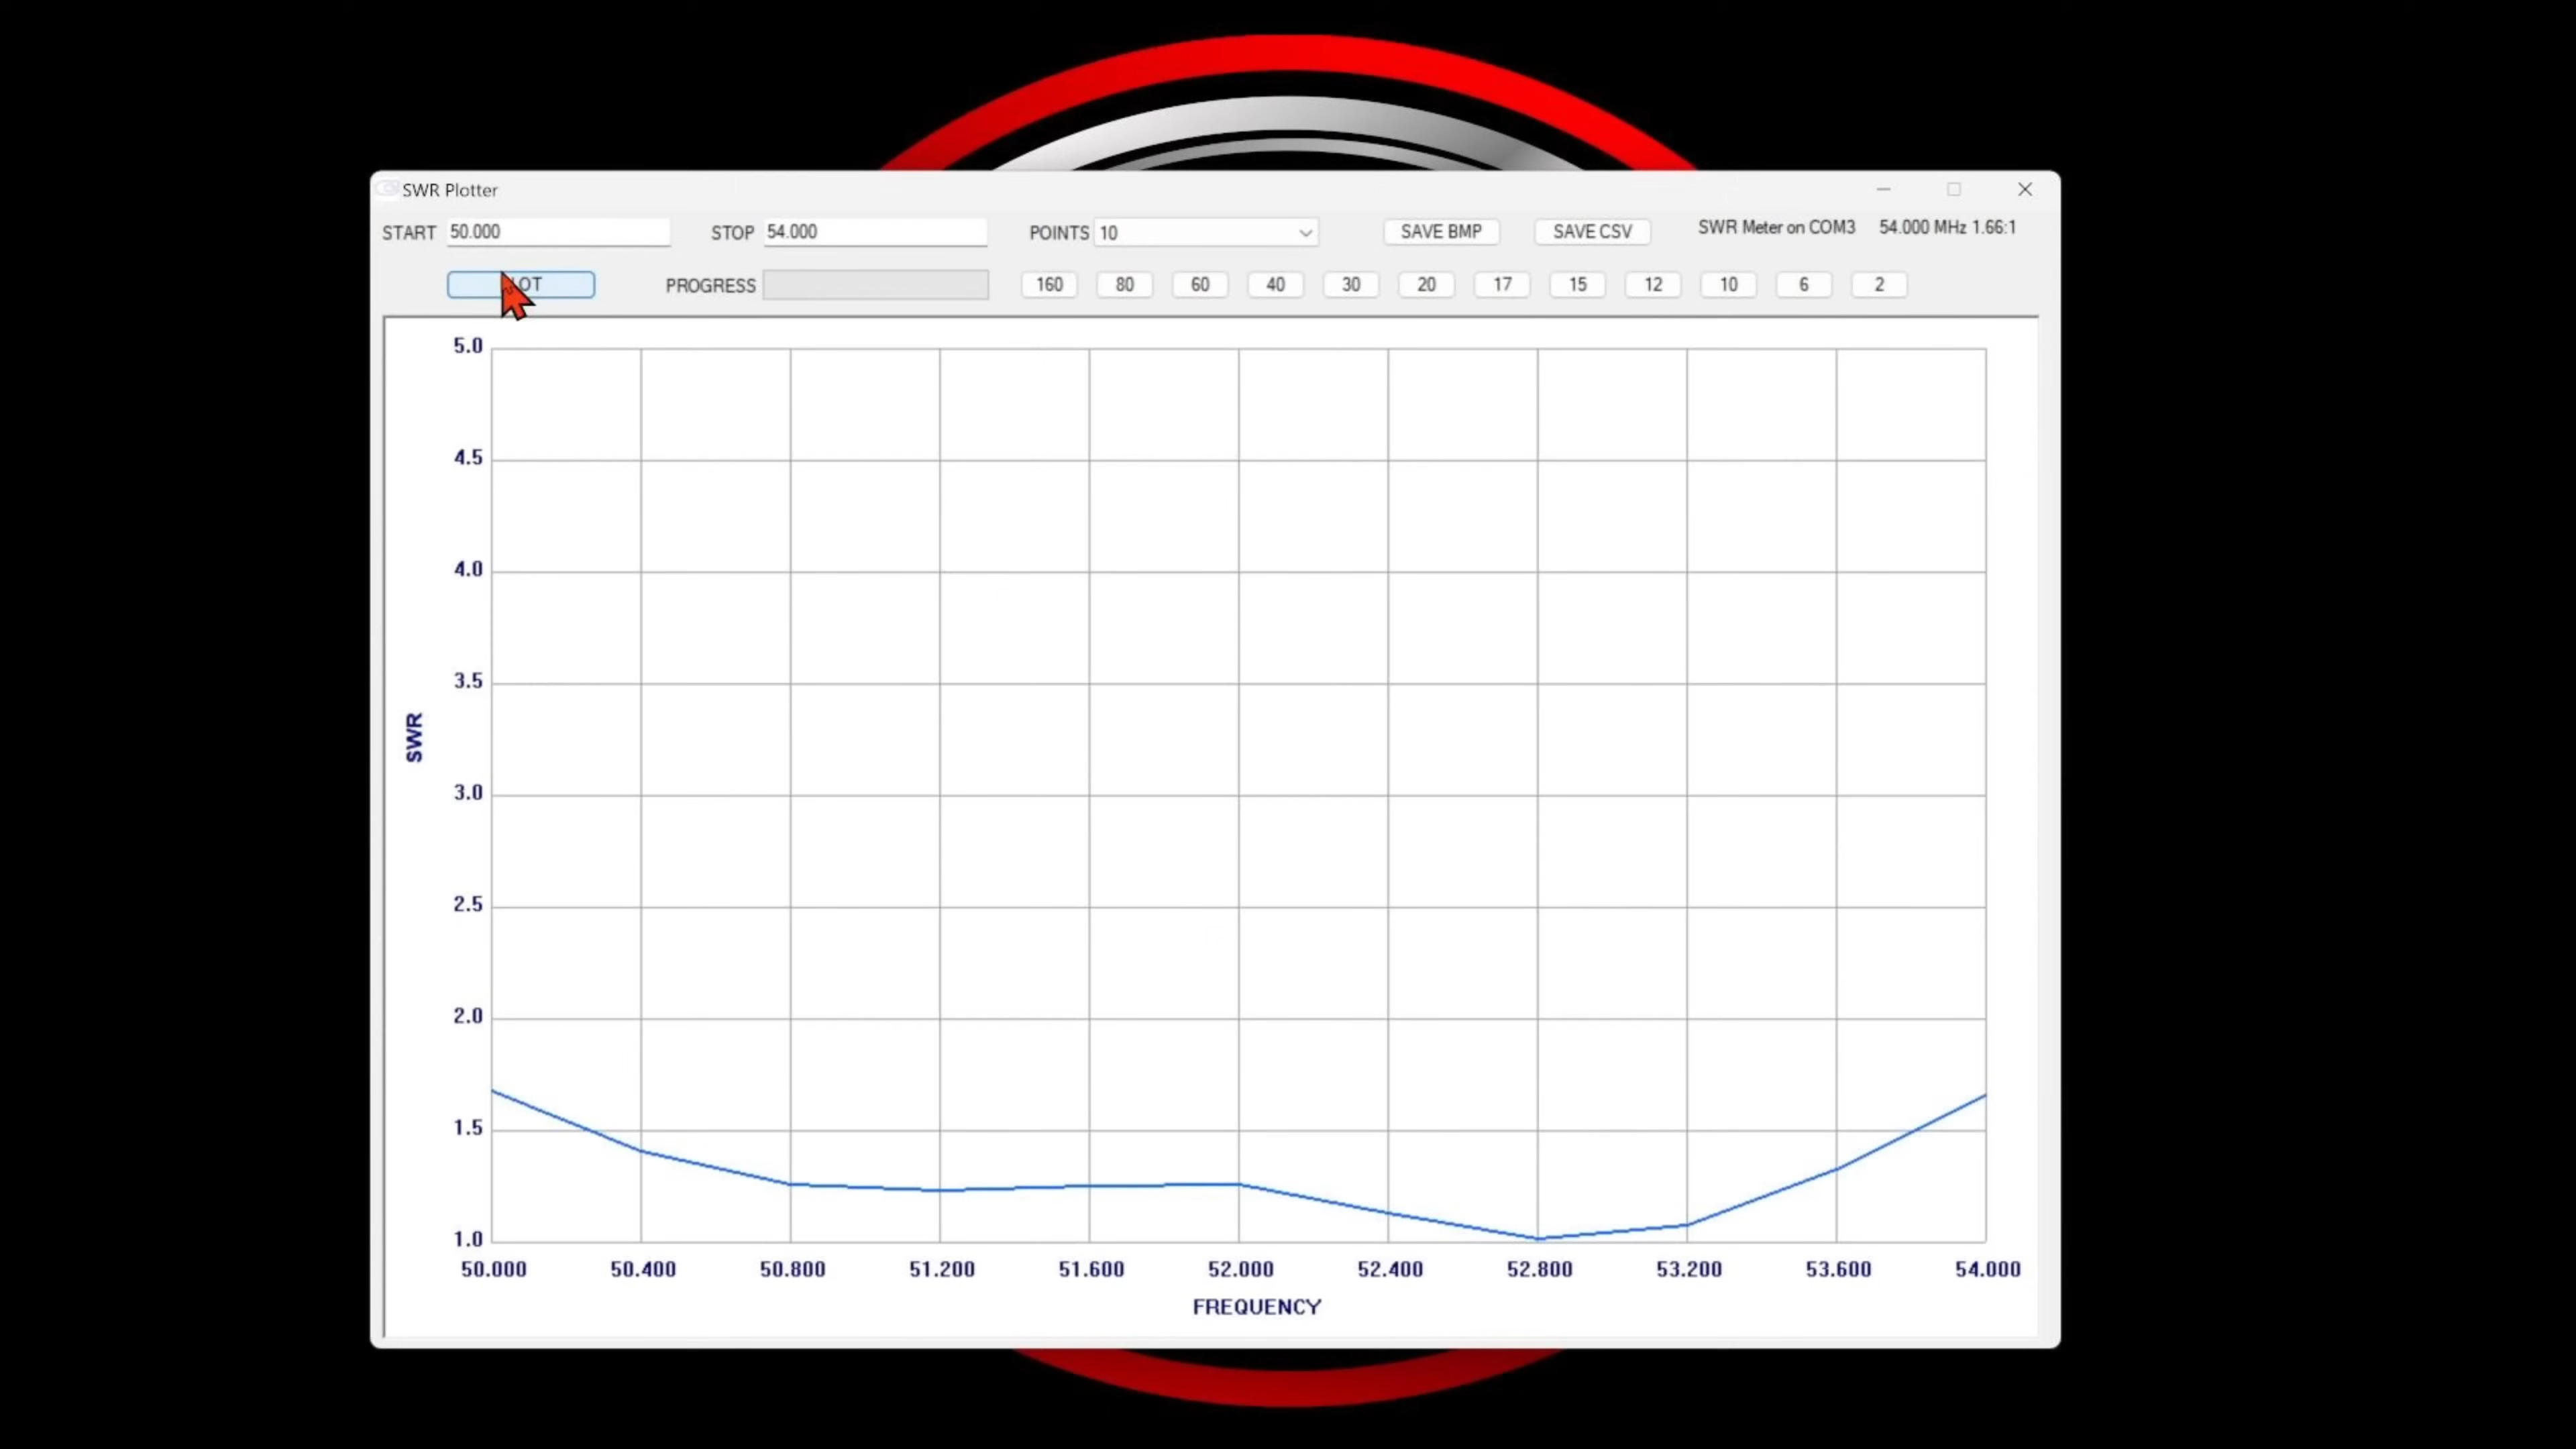 SWR Plotter
START 50.000 STOP 54.000 POINTS 10 SAVE BMP SAVE CSV SWR Meter on COM3 54.000 MHz 1.66:1
PROGRESS 160 80 60 40 30 20 17 15 12 10 6 2
5.0
4.5
4.0
3.5
SWR
3.0
2.5
2.0
1.5
1.0
50.000 50.400 50.800 51.200 51.600 52.000 52.400 52.800 53.200 53.600 54.000
FREQUENCY